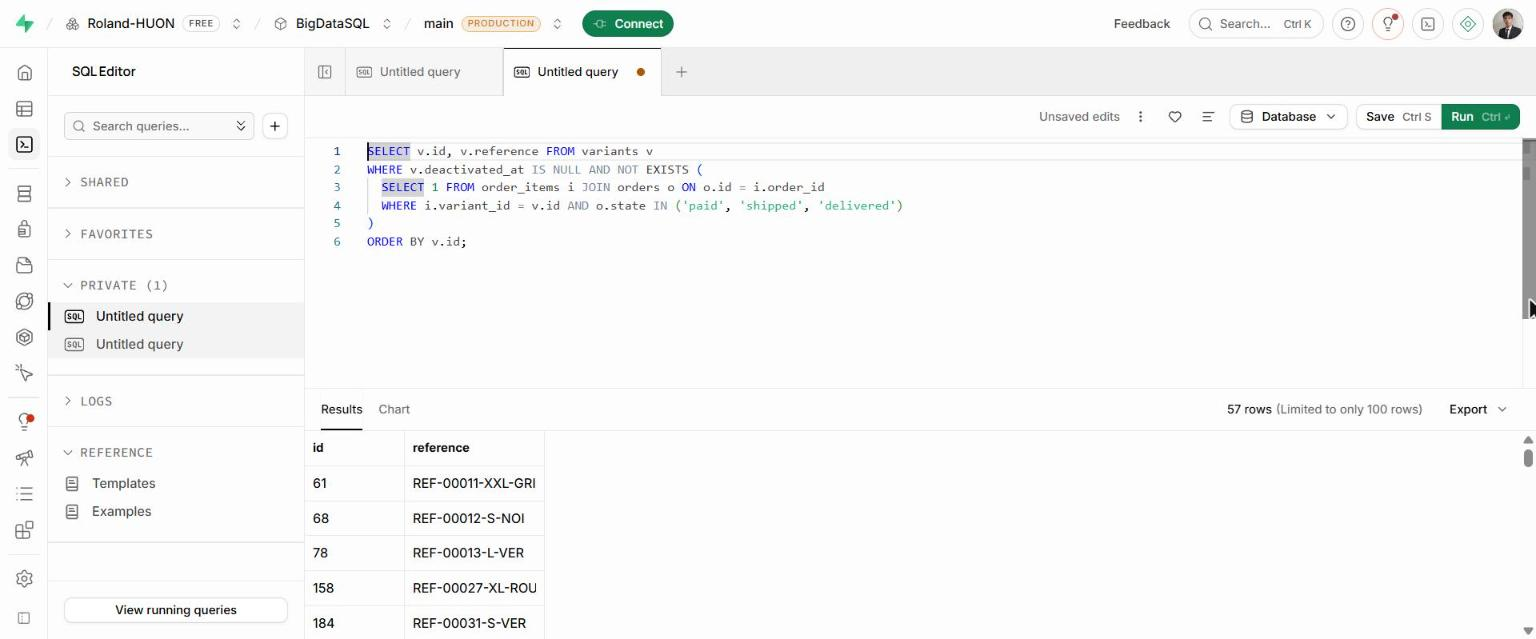 Roland-HUON FREE BigDataSQL main PRODUCTION Connect Feedback Search... Ctrl K
SQL Editor
Untitled query
Untitled query
Search queries...
Unsaved edits Database Save Ctrl S Run Ctrl ↵
SHARED
FAVORITES
PRIVATE (1)
Untitled query
Untitled query
LOGS
REFERENCE
Templates
Examples
View running queries
1 SELECT v.id, v.reference FROM variants v
2 WHERE v.deactivated_at IS NULL AND NOT EXISTS (
3 SELECT 1 FROM order_items i JOIN orders o ON o.id = i.order_id
4 WHERE i.variant_id = v.id AND o.state IN ('paid', 'shipped', 'delivered')
5 )
6 ORDER BY v.id;
Results Chart 57 rows (Limited to only 100 rows) Export
id reference
61 REF-00011-XXL-GRI
68 REF-00012-S-NOI
78 REF-00013-L-VER
158 REF-00027-XL-ROU
184 REF-00031-S-VER